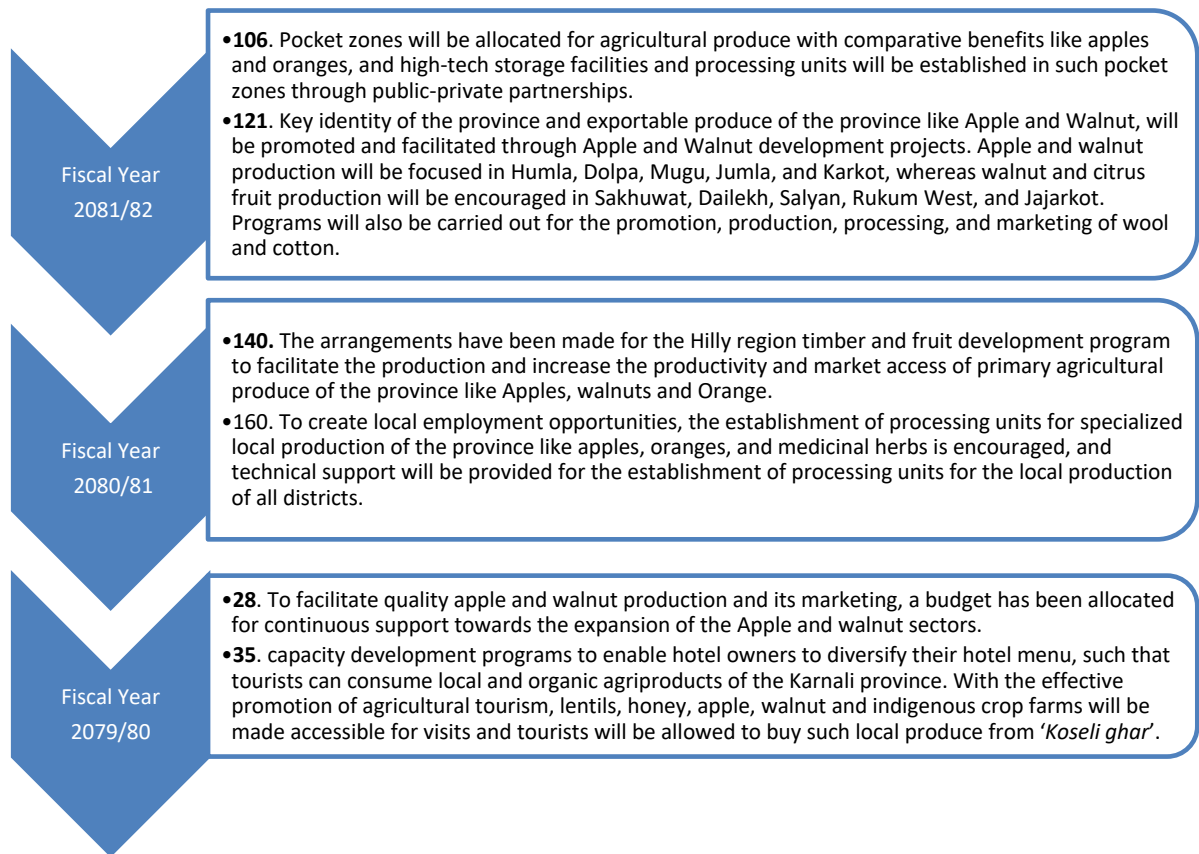 Fiscal Year
2081/82
•106. Pocket zones will be allocated for agricultural produce with comparative benefits like apples
and oranges, and high-tech storage facilities and processing units will be established in such pocket
zones through public-private partnerships.
•121. Key identity of the province and exportable produce of the province like Apple and Walnut, will
be promoted and facilitated through Apple and Walnut development projects. Apple and walnut
production will be focused in Humla, Dolpa, Mugu, Jumla, and Karkot, whereas walnut and citrus
fruit production will be encouraged in Sakhuwat, Dailekh, Salyan, Rukum West, and Jajarkot.
Programs will also be carried out for the promotion, production, processing, and marketing of wool
and cotton.
Fiscal Year
2080/81
•140. The arrangements have been made for the Hilly region timber and fruit development program
to facilitate the production and increase the productivity and market access of primary agricultural
produce of the province like Apples, walnuts and Orange.
•160. To create local employment opportunities, the establishment of processing units for specialized
local production of the province like apples, oranges, and medicinal herbs is encouraged, and
technical support will be provided for the establishment of processing units for the local production
of all districts.
Fiscal Year
2079/80
•28. To facilitate quality apple and walnut production and its marketing, a budget has been allocated
for continuous support towards the expansion of the Apple and walnut sectors.
•35. capacity development programs to enable hotel owners to diversify their hotel menu, such that
tourists can consume local and organic agriproducts of the Karnali province. With the effective
promotion of agricultural tourism, lentils, honey, apple, walnut and indigenous crop farms will be
made accessible for visits and tourists will be allowed to buy such local produce from ‘Koseli ghar’.